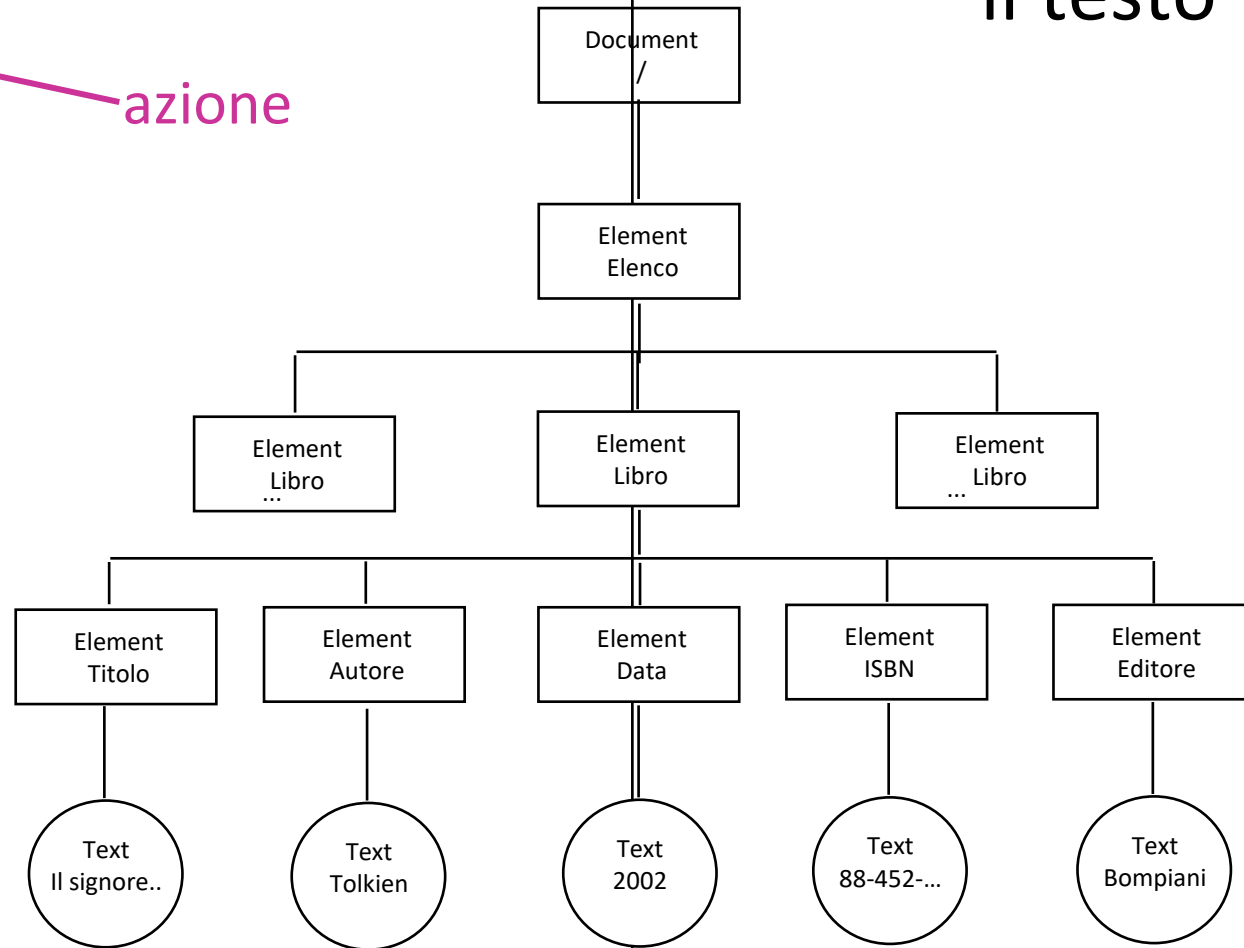 Il testo
Document
/
azione
Element
Elenco
Element
Libro
...
Element
Libro
Element
Libro
...
Element
Titolo
Element
Autore
Element
Data
Element
ISBN
Element
Editore
Text
Il signore..
Text
Tolkien
Text
2002
Text
88-452-...
Text
Bompiani